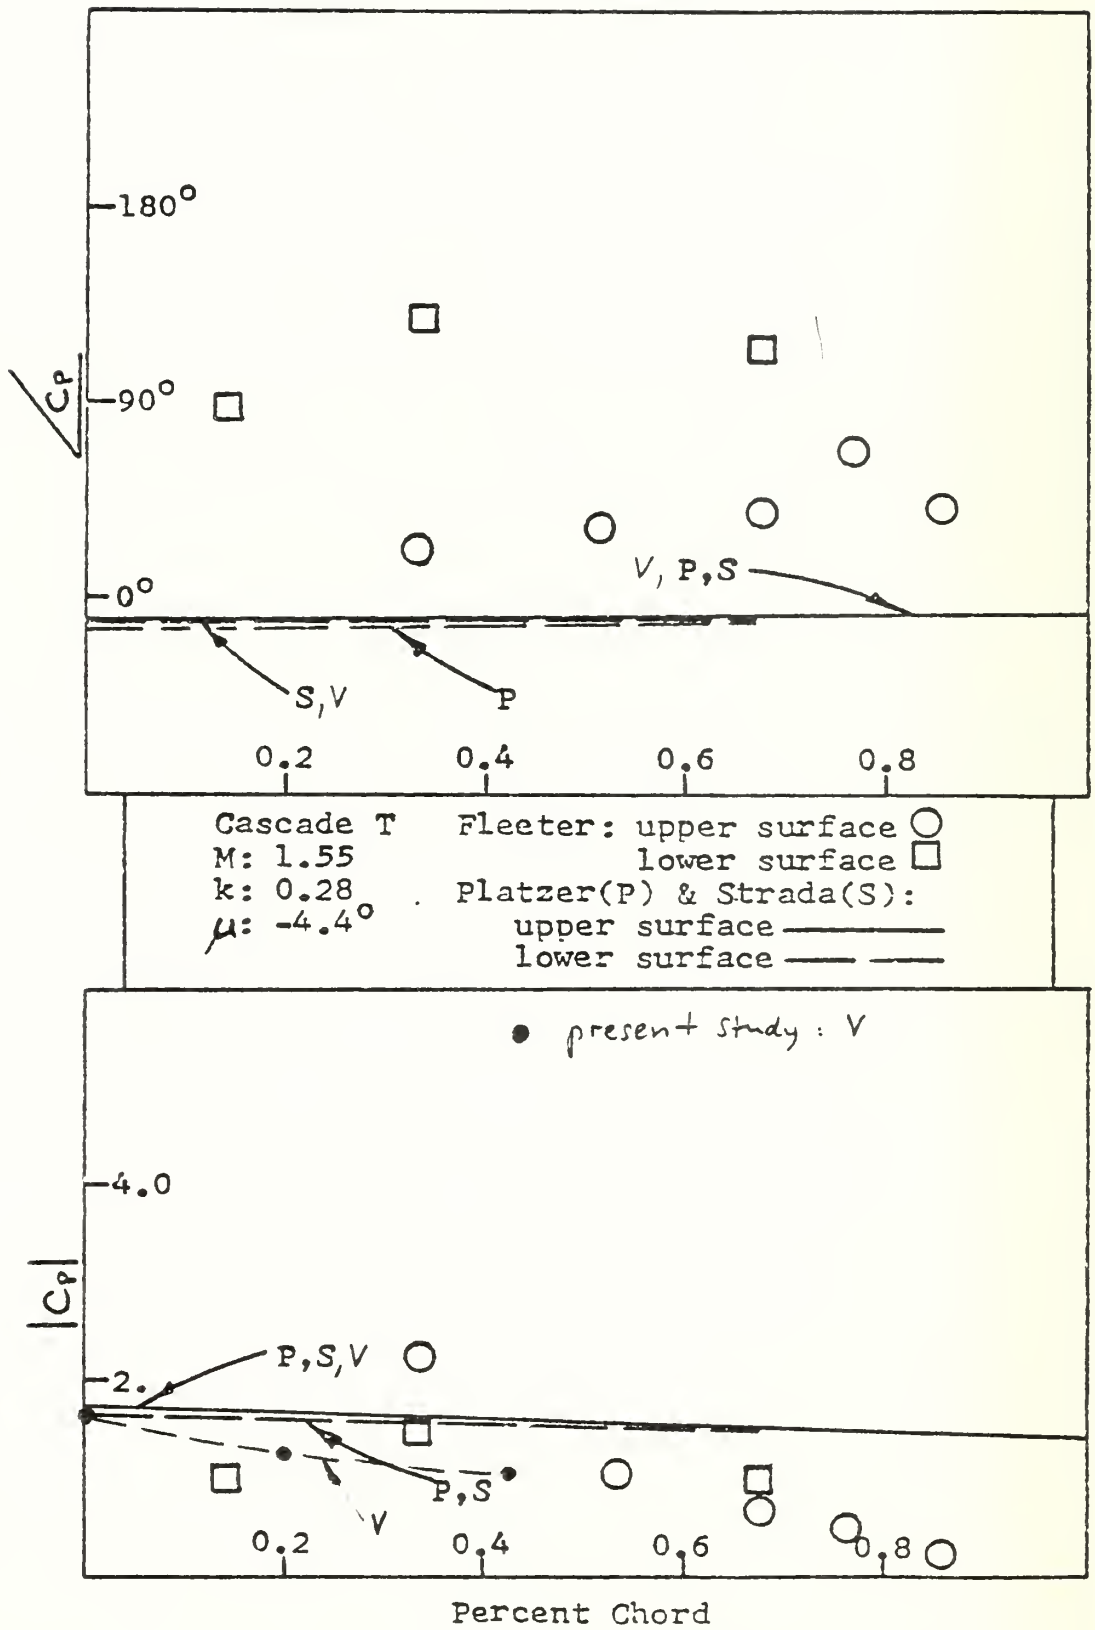 180°
90°
0°
Cp
V, P,S
S,V
P
0.2 0.4 0.6 0.8
Cascade T
M: 1.55
k: 0.28
μ: -4.4°
Fleeter: upper surface ○
lower surface □
Platzer(P) & Strada(S):
upper surface
lower surface
present study: V
4.0
2.
|Cp|
P,S,V
P,S
V
0.2 0.4 0.6 0.8
Percent Chord